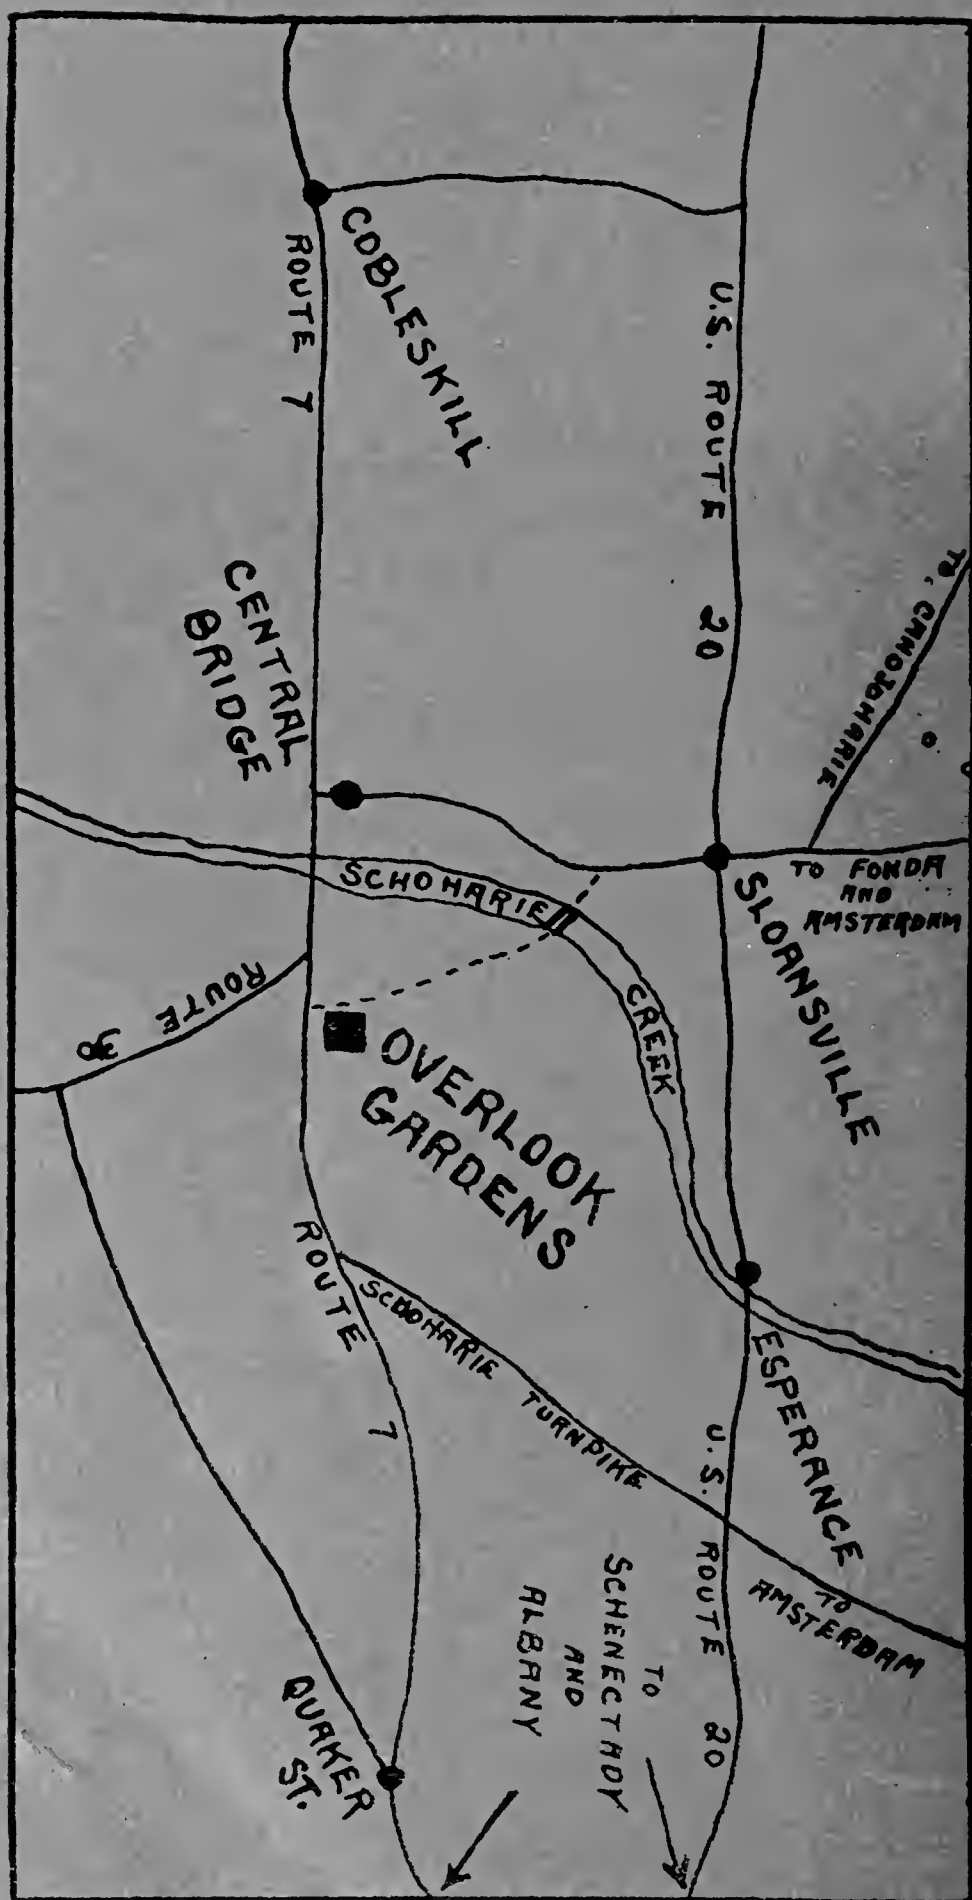 TO, CANOJOHARIE
TO FONDA
AND
AMSTERDAM
U.S. ROUTE 20
SLOANSVILLE
ESPERANCE
TO
AMSTERDAM
U.S. ROUTE 20
COBLESKILL
ROUTE 7
CENTRAL
BRIDGE
SCHOHARIE CREEK
OVERLOOK
GARDENS
ROUTE 30
ROUTE 7
SCHOHARIE TURNPIKE
TO
SCHENECTADY
AND
ALBANY
QUAKER
ST.